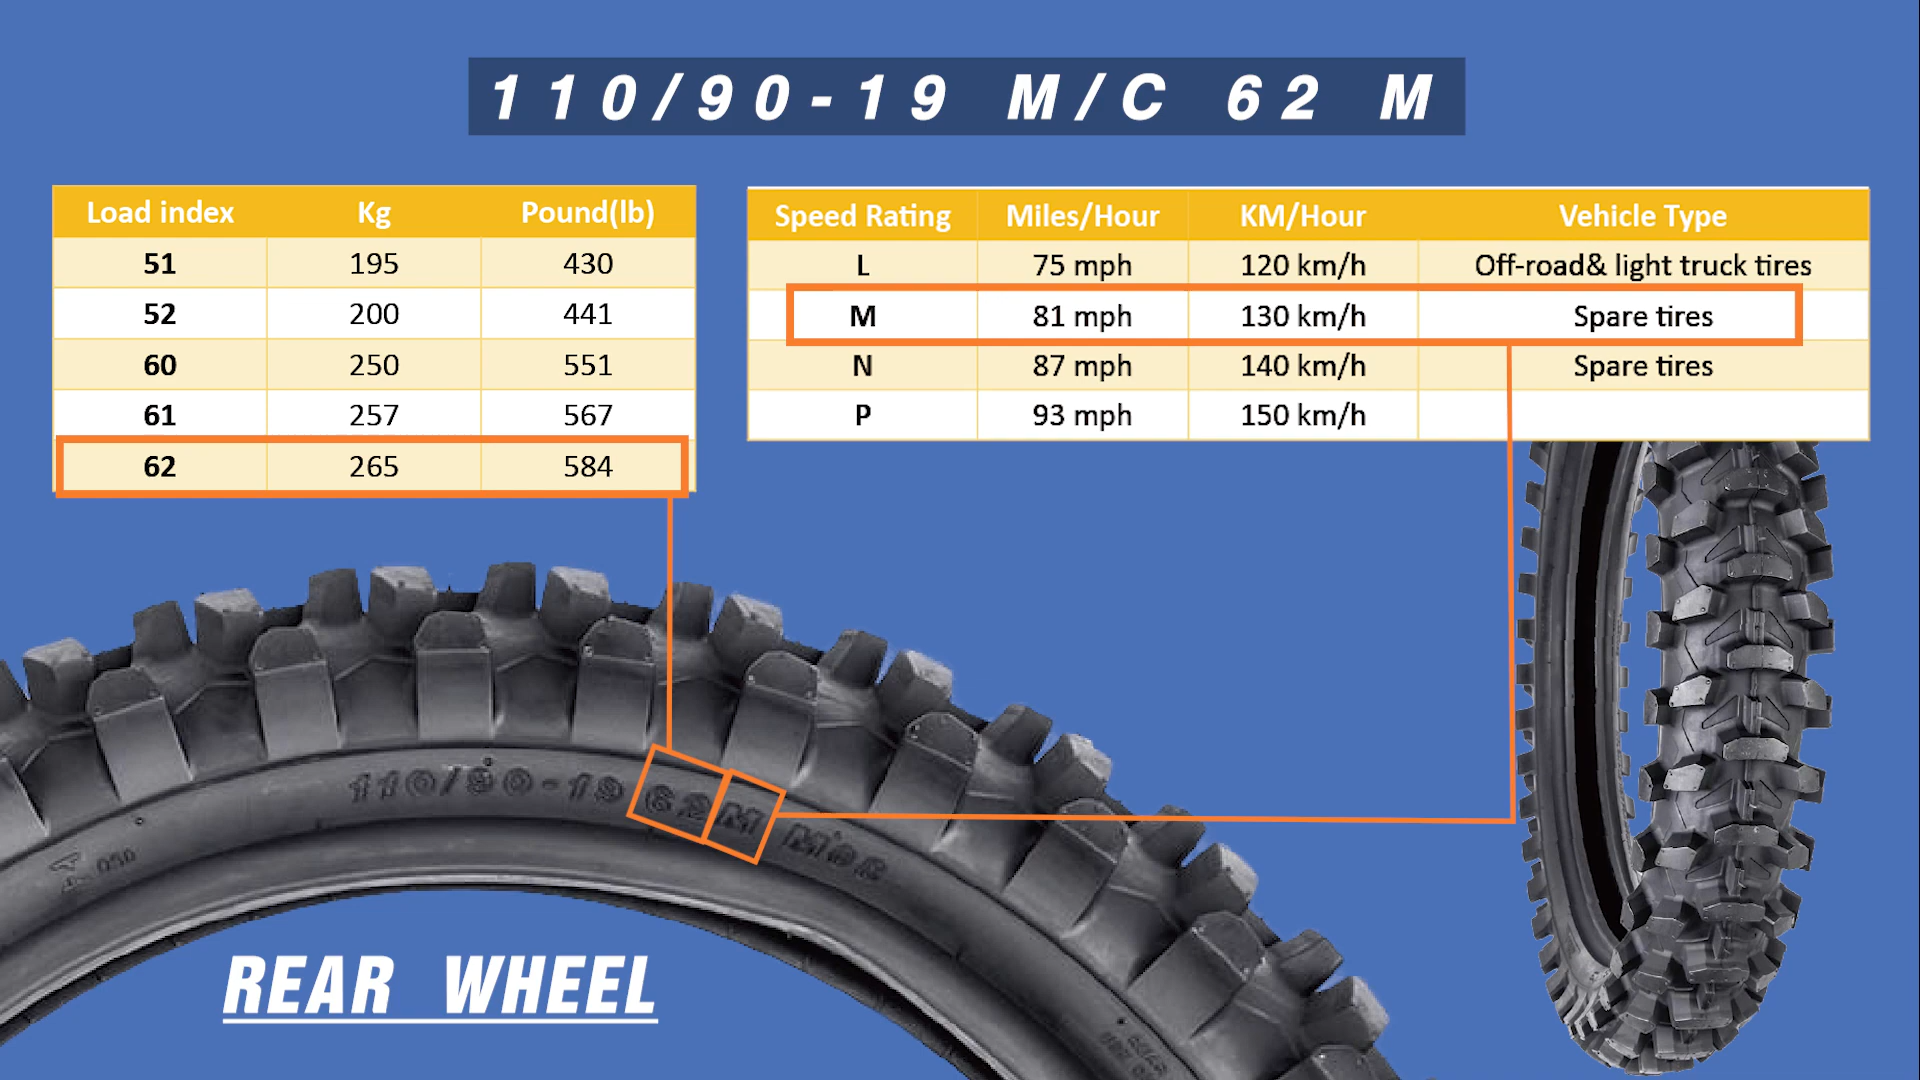 110/90-19 M/C 62 M
Load index Kg Pound(lb)
51 195 430
52 200 441
60 250 551
61 257 567
62 265 584
Speed Rating Miles/Hour KM/Hour Vehicle Type
L 75 mph 120 km/h Off-road& light truck tires
M 81 mph 130 km/h Spare tires
N 87 mph 140 km/h Spare tires
P 93 mph 150 km/h
110/90-19 62 M
050
REAR WHEEL